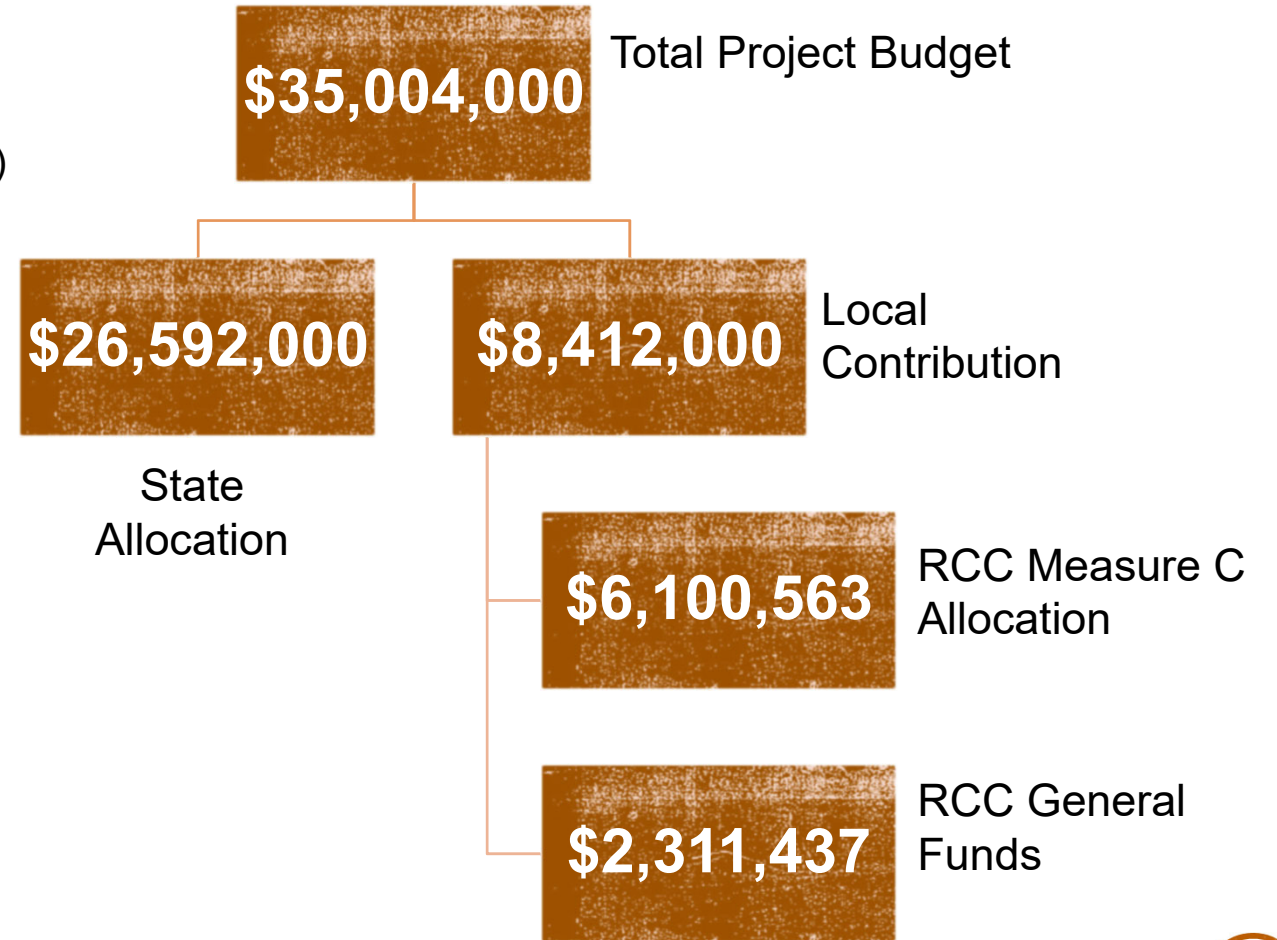 Total Project Budget
$35,004,000
)
$26,592,000
$8,412,000
Local
Contribution
State
Allocation
$6,100,563
RCC Measure C
Allocation
$2,311,437
RCC General
Funds